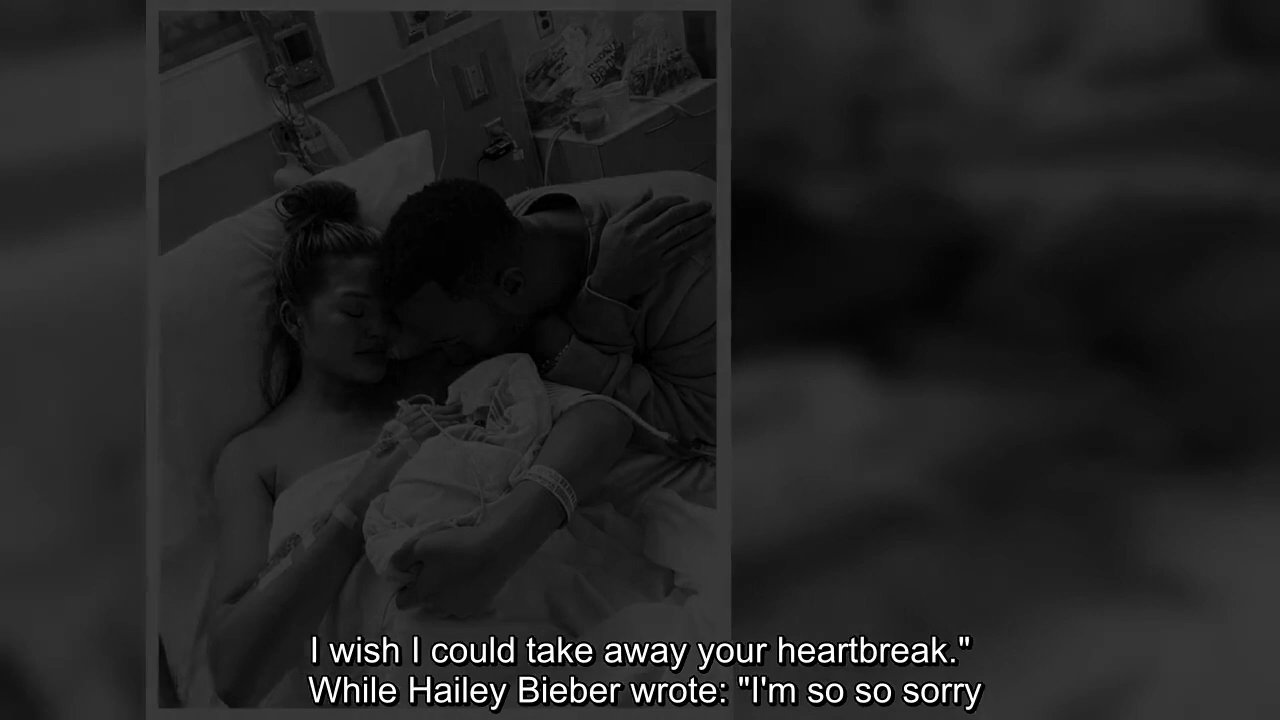 I wish I could take away your heartbreak."
While Hailey Bieber wrote: "I'm so so sorry